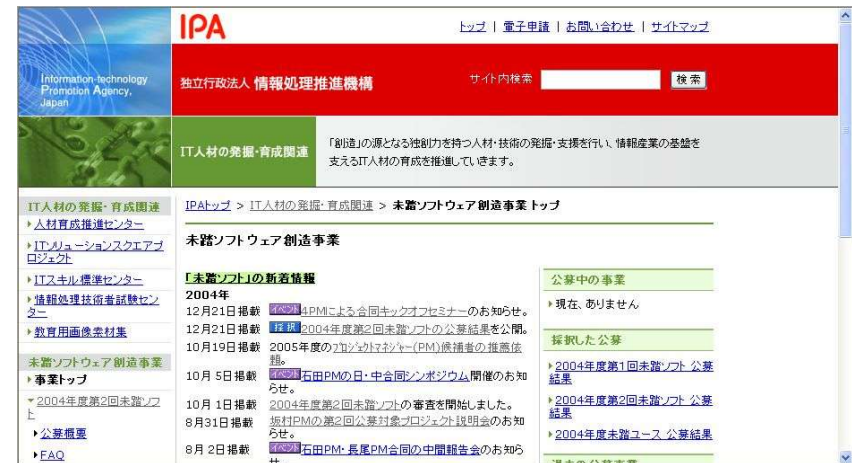 IPA
トップ | 電子申請 | お問い合わせ | サイトマップ
Information-technology
Promotion Agency,
Japan
独立行政法人 情報処理推進機構
サイト内検索
検索
IT人材の発掘・育成関連
「創造」の源となる独創力を持つ人材・技術の発掘・支援を行い、情報産業の基盤を
支えるIT人材の育成を推進していきます。
IT人材の発掘・育成関連
人材育成推進センター
ITソリューションスクエアプ
ロジェクト
ITスキル標準センター
情報処理技術者試験セン
ター
教育用画像素材集
未踏ソフトウェア創造事業
事業トップ
2004年度第2回未踏ソフ
ト
公募概要
FAQ
IPAトップ > IT人材の発掘・育成関連 > 未踏ソフトウェア創造事業トップ
未踏ソフトウェア創造事業
「未踏ソフト」の新着情報
2004年
12月21日掲載 イベント 4PMによる合同キックオフセミナーのお知らせ。
12月21日掲載 採択 2004年度第2回未踏ソフトの公募結果を公開。
10月19日掲載 2005年度のプロジェクトマネジャー(PM)候補者の推薦依
頼。
10月 5日掲載 イベント 石田PMの日・中合同シンポジウム開催のお知
らせ。
10月 1日掲載 2004年度第2回未踏ソフトの審査を開始しました。
8月31日掲載 坂村PMの第2回公募対象プロジェクト説明会のお知
らせ。
8月 2日掲載 イベント 石田PM・長尾PM合同の中間報告会のお知ら
せ
公募中の事業
現在、ありません
採択した公募
2004年度第1回未踏ソフト 公募
結果
2004年度第2回未踏ソフト 公募
結果
2004年度未踏ユース 公募結果
過去の公募事業